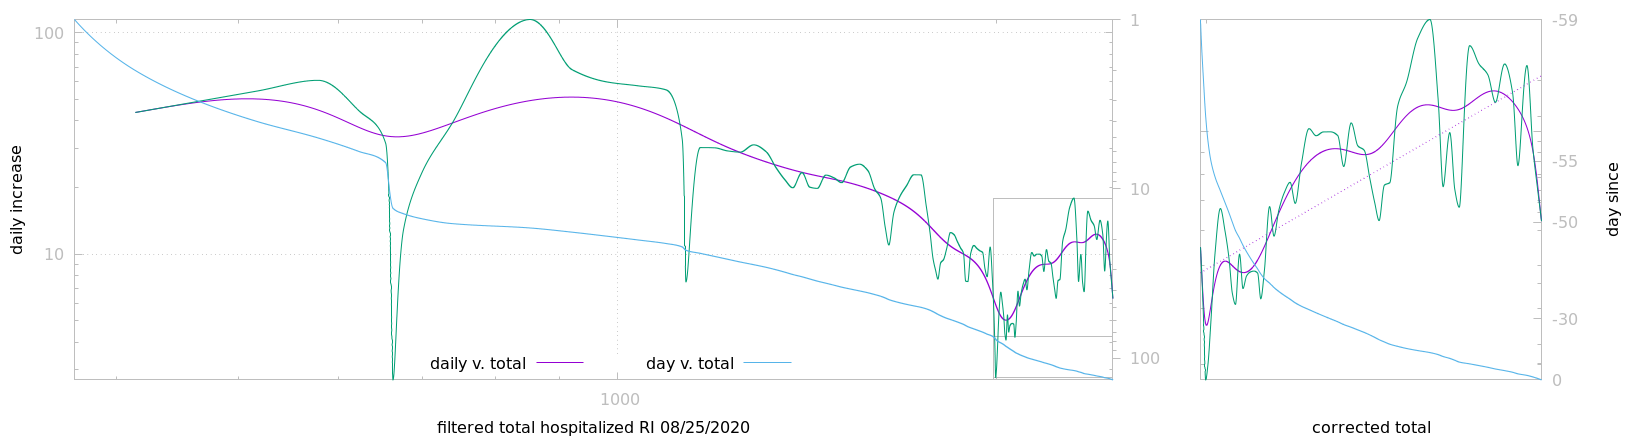 100
10
daily increase
daily v. total
day v. total
1000
filtered total hospitalized RI 08/25/2020
1
10
100
-59
-55
-50
-30
0
day since
corrected total